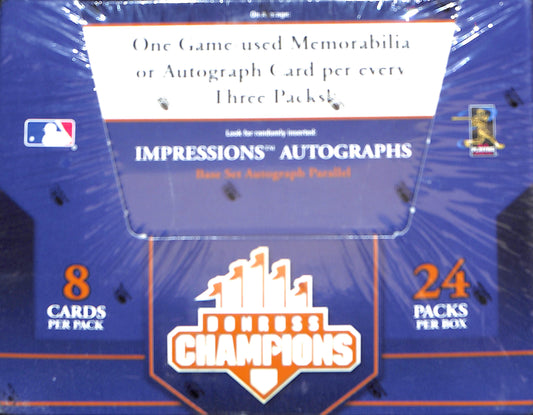 One Game used Memorabilia
or Autograph Card per every
Three Packs!
Look for randomly inserted
IMPRESSIONS™ AUTOGRAPHS
Base Set Autograph Parallel
8
CARDS
PER PACK
24
PACKS
PER BOX
DONRUSS
CHAMPIONS